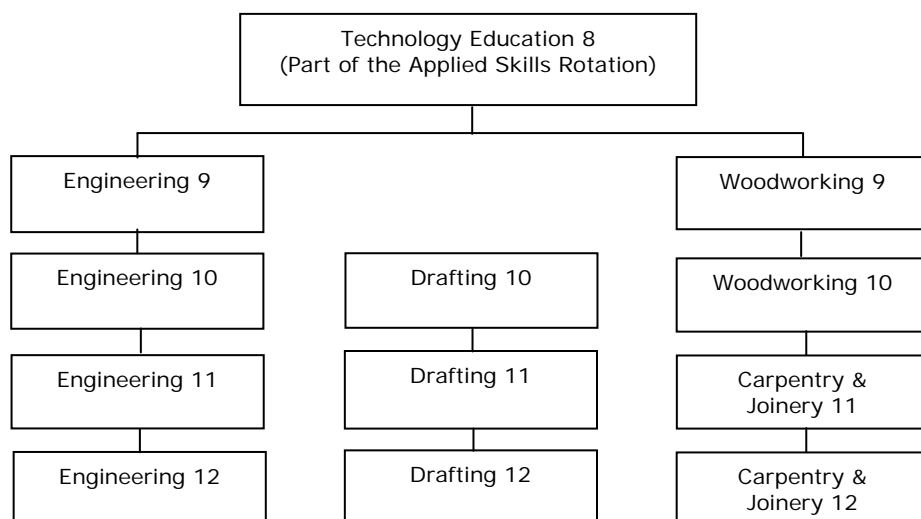 Technology Education 8
(Part of the Applied Skills Rotation)
Engineering 9
Woodworking 9
Engineering 10
Drafting 10
Woodworking 10
Engineering 11
Drafting 11
Carpentry &
Joinery 11
Engineering 12
Drafting 12
Carpentry &
Joinery 12